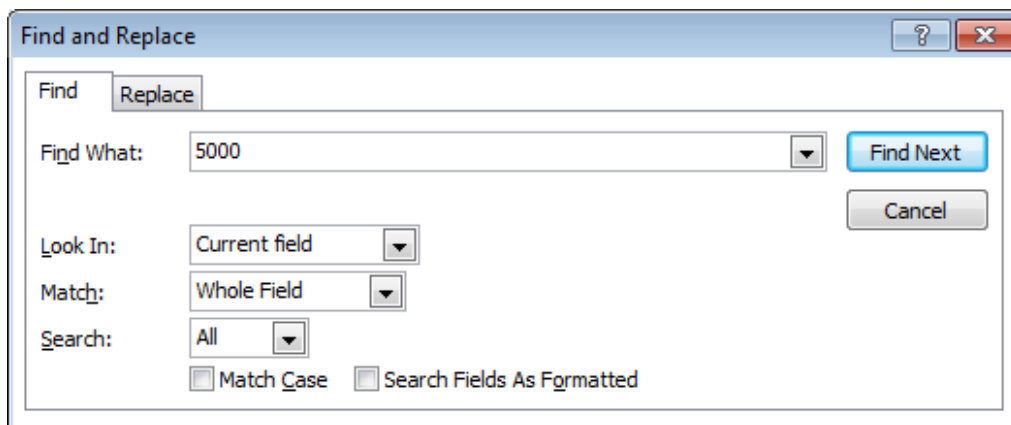 Find and Replace
Find Replace
Find What: 5000 Find Next
Cancel
Look In: Current field
Match: Whole Field
Search: All
Match Case Search Fields As Formatted